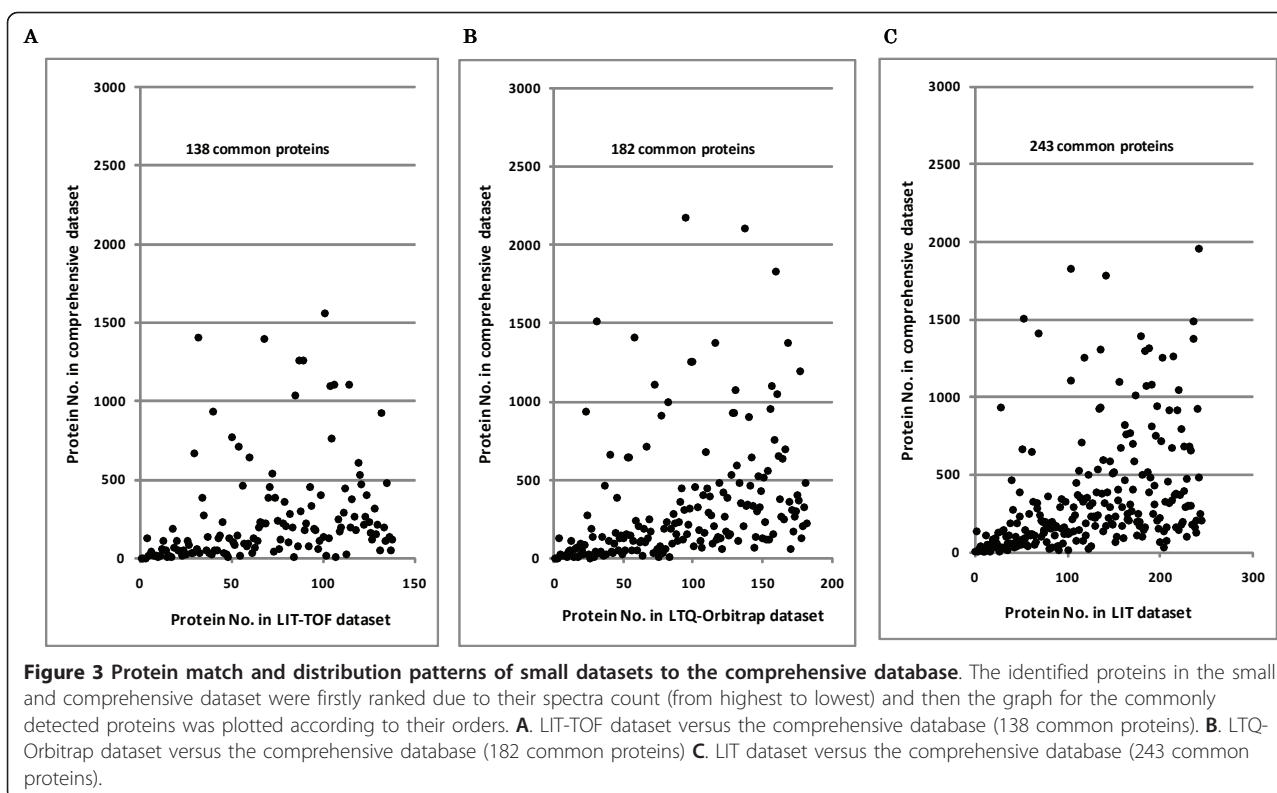 A
B
C
3000
2500
2000
1500
1000
500
0
0 50 100 150
138 common proteins
Protein No. in comprehensive dataset
Protein No. in LIT-TOF dataset
3000
2500
2000
1500
1000
500
0
0 50 100 150 200
182 common proteins
Protein No. in comprehensive dataset
Protein No. in LTQ-Orbitrap dataset
3000
2500
2000
1500
1000
500
0
0 100 200 300
243 common proteins
Protein No. in comprehensive dataset
Protein No. in LIT dataset
Figure 3 Protein match and distribution patterns of small datasets to the comprehensive database. The identified proteins in the small
and comprehensive dataset were firstly ranked due to their spectra count (from highest to lowest) and then the graph for the commonly
detected proteins was plotted according to their orders. A. LIT-TOF dataset versus the comprehensive database (138 common proteins). B. LTQ-
Orbitrap dataset versus the comprehensive database (182 common proteins) C. LIT dataset versus the comprehensive database (243 common
proteins).